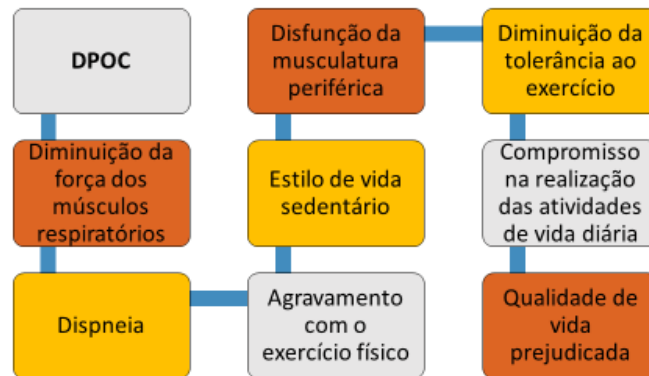 DPOC
Diminuição da
força dos
músculos
respiratórios
Dispneia
Agravamento
com o
exercício físico
Estilo de vida
sedentário
Disfunção da
musculatura
periférica
Diminuição da
tolerância ao
exercício
Compromisso
na realização
das atividades
de vida diária
Qualidade de
vida
prejudicada